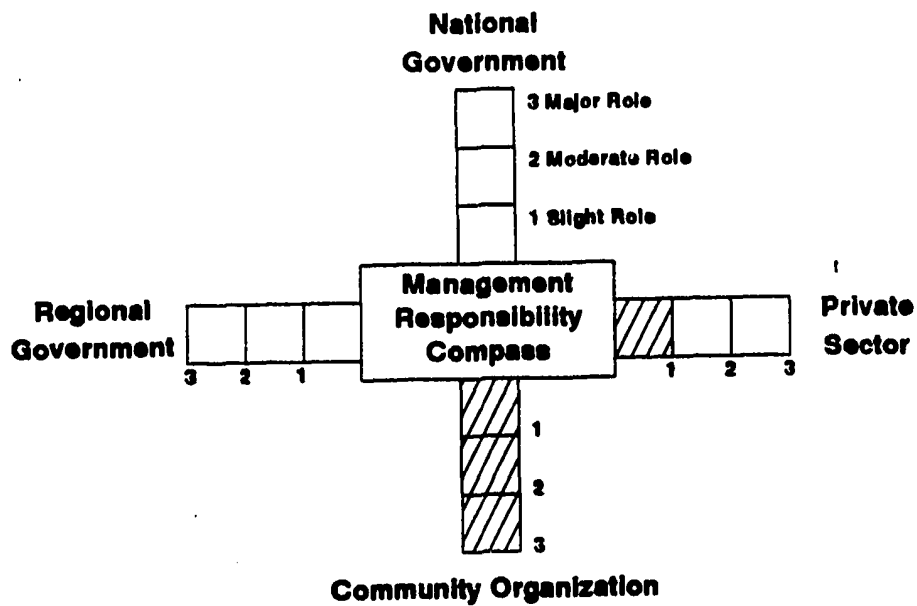 National
Government
3 Major Role
2 Moderate Role
1 Slight Role
Management
Responsibility
Compass
Regional
Government
3 2 1
Private
Sector
1 2 3
1
2
3
Community Organization